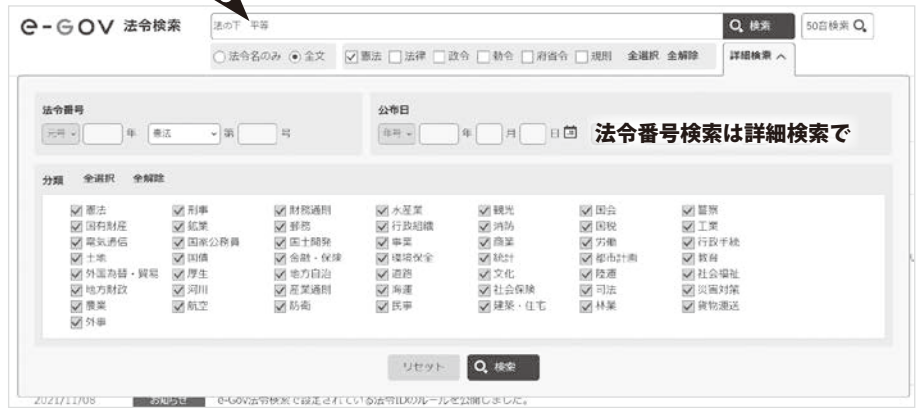 e-GOV 法令検索
法の下 平等
検索
50音検索
法令名のみ 全文 憲法 法律 政令 勅令 府省令 規則 全選択 全解除 詳細検索
法令番号
元号 年 憲法 第 号
公布日
年号 年 月 日
法令番号検索は詳細検索で
分類 全選択 全解除
憲法 刑事 財務通則 水産業 観光 国会 警察
国有財産 鉱業 郵務 行政組織 消防 国税 工業
電気通信 国家公務員 国土開発 事業 商業 労働 行政手続
土地 国債 金融・保険 環境保全 統計 都市計画 教育
外国為替・貿易 厚生 地方自治 道路 文化 陸運 社会福祉
地方財政 河川 産業通則 海運 社会保険 司法 災害対策
農業 航空 防衛 民事 建築・住宅 林業 貨物運送
外事
リセット 検索
2021/11/08 お知らせ e-Gov法令検索で設定されている法令IDのルールを公開しました。